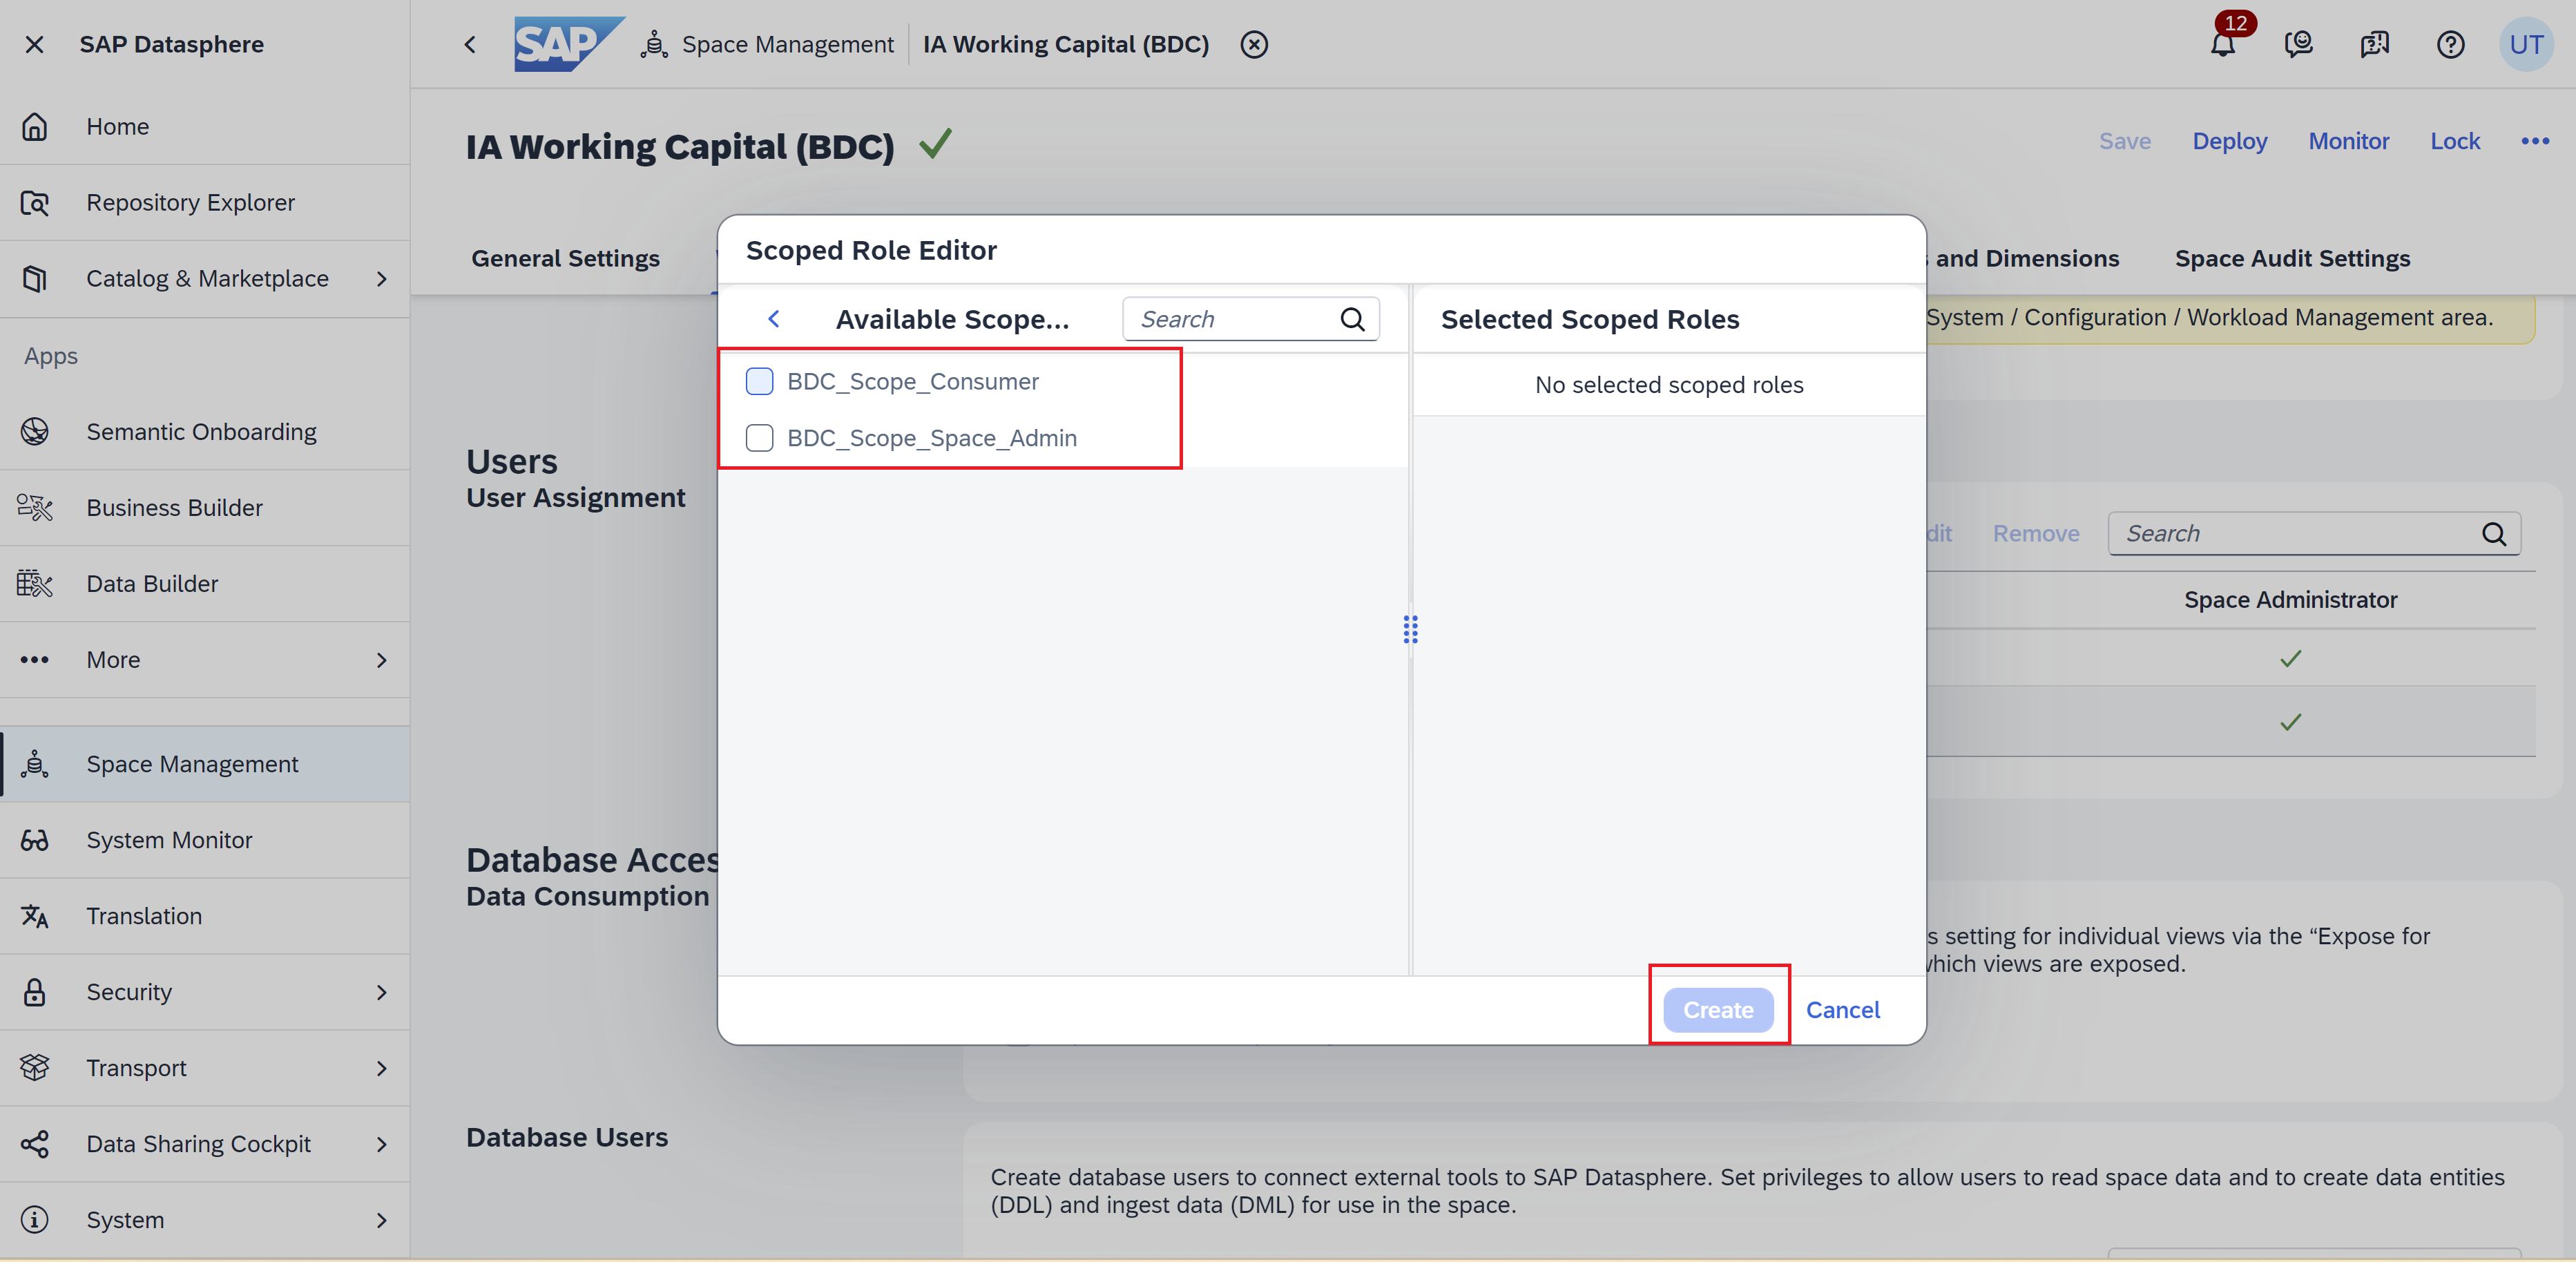 SAP Datasphere
Home
Repository Explorer
Catalog & Marketplace
Apps
Semantic Onboarding
Business Builder
Data Builder
More
Space Management
System Monitor
Translation
Security
Transport
Data Sharing Cockpit
System
SAP
Space Management
IA Working Capital (BDC)
12
UT
IA Working Capital (BDC)
Save
Deploy
Monitor
Lock
General Settings
and Dimensions
Space Audit Settings
System / Configuration / Workload Management area.
Users
User Assignment
Remove
Search
Space Administrator
Scoped Role Editor
Available Scope...
Search
Selected Scoped Roles
BDC_Scope_Consumer
BDC_Scope_Space_Admin
No selected scoped roles
Create
Cancel
Database Acces
Data Consumption
s setting for individual views via the “Expose for
which views are exposed.
Database Users
Create database users to connect external tools to SAP Datasphere. Set privileges to allow users to read space data and to create data entities
(DDL) and ingest data (DML) for use in the space.